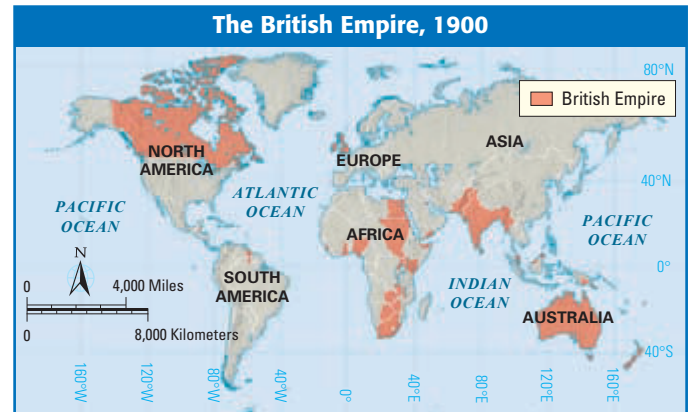 The British Empire, 1900
80°N
British Empire
ASIA
NORTH
AMERICA
EUROPE
40°N
ATLANTIC
OCEAN
PACIFIC
OCEAN
PACIFIC
OCEAN
AFRICA
N
0°
SOUTH
AMERICA
INDIAN
OCEAN
0 4,000 Miles
AUSTRALIA
0 8,000 Kilometers
40°S
160°W 120°W 80°W 40°W 0° 40°E 80°E 120°E 160°E